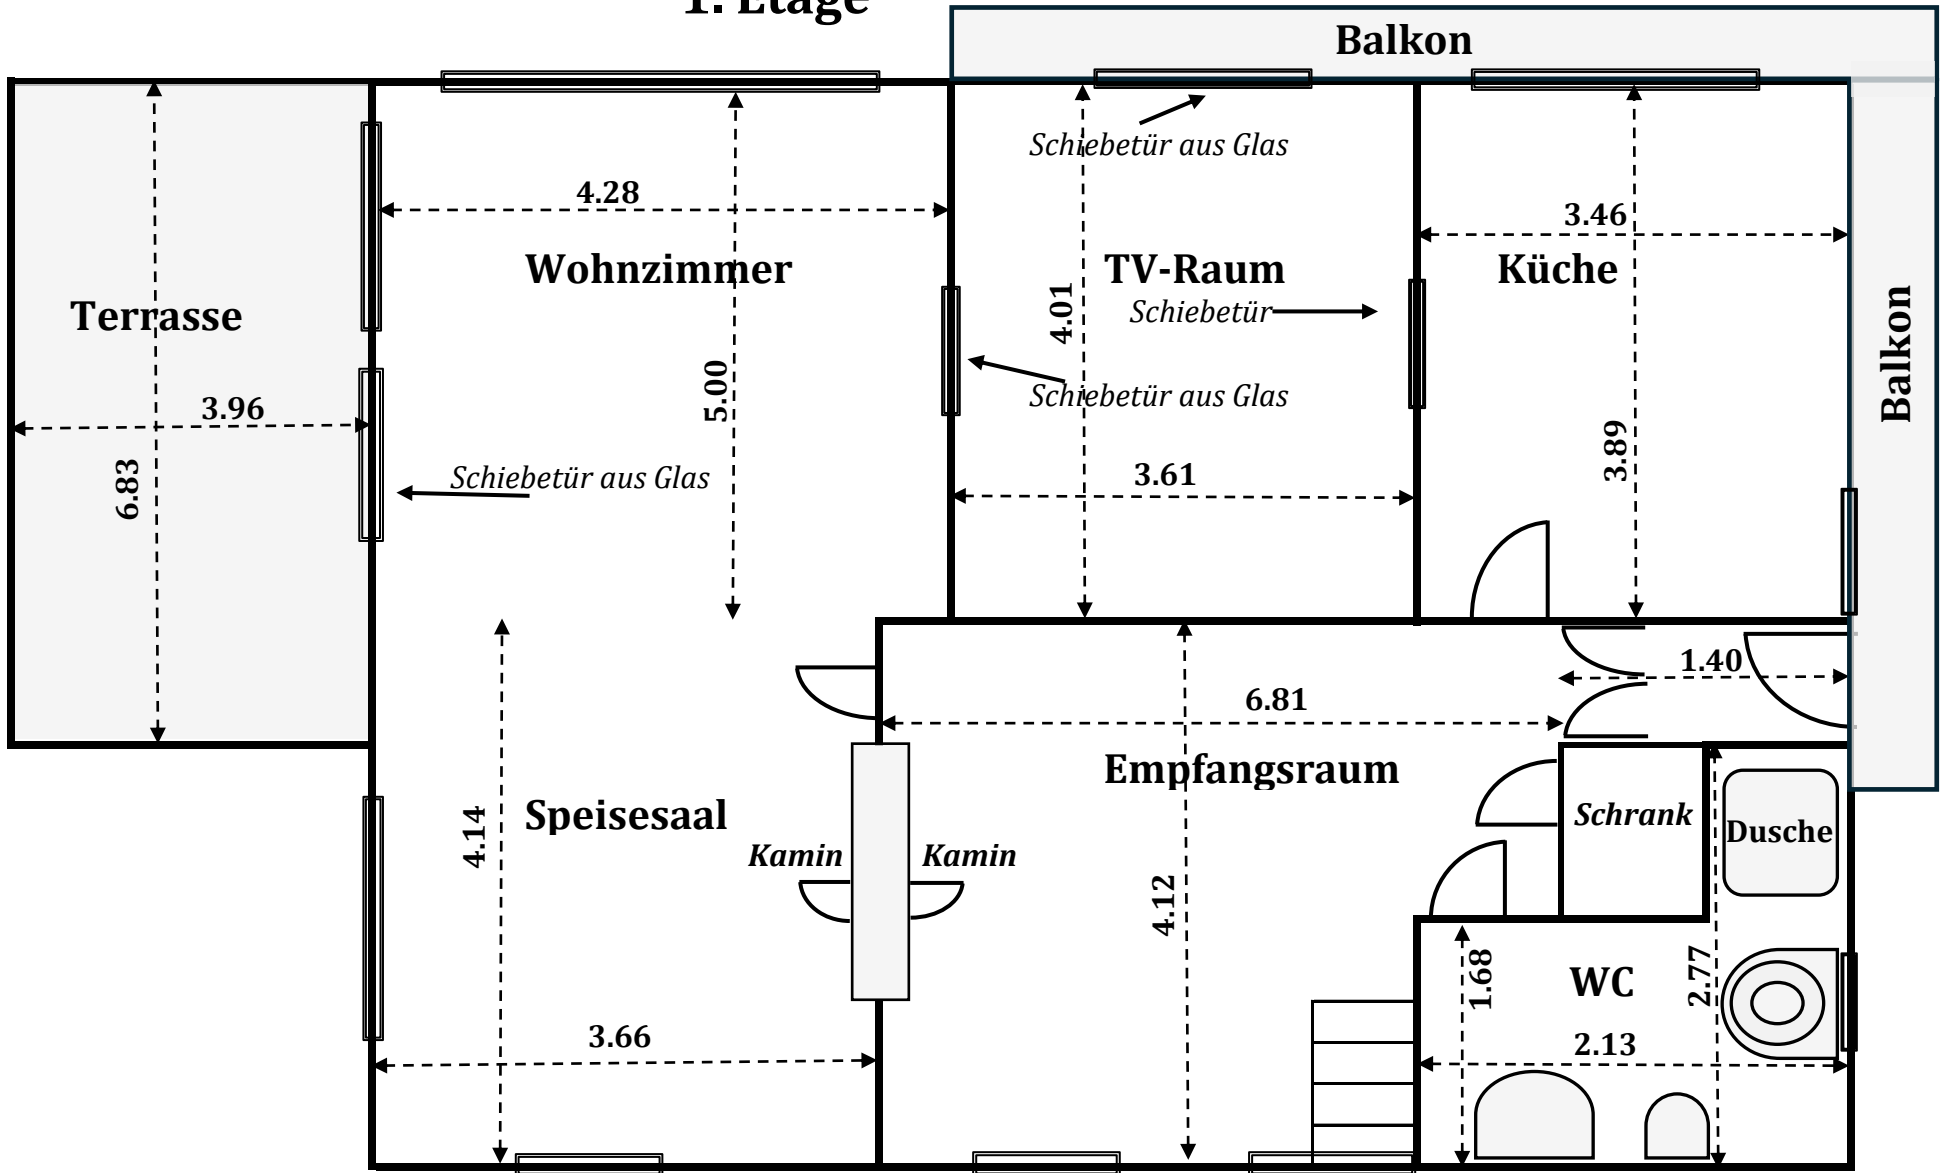 1. Etage
Balkon
Schiebetür aus Glas
4.28
3.46
Wohnzimmer
TV-Raum
Küche
Terrasse
4.01
Schiebetür
Balkon
5.00
Schiebetür aus Glas
3.96
3.89
6.83
Schiebetür aus Glas
3.61
1.40
6.81
Empfangsraum
Speisesaal
4.14
Schrank
Dusche
Kamin
Kamin
4.12
1.68
WC
2.77
3.66
2.13